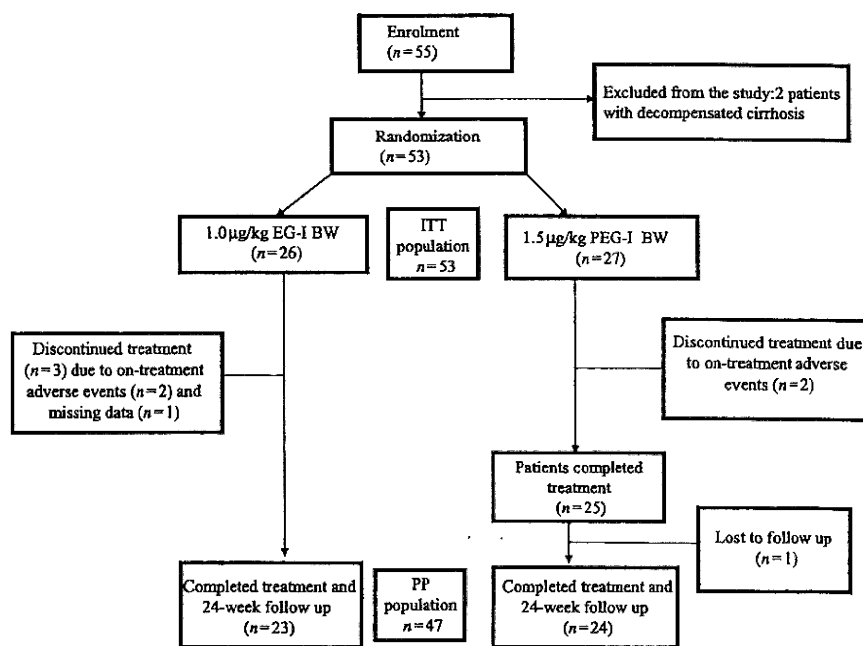 Enrolment
(n=55)
Excluded from the study:2 patients
with decompensated cirrhosis
Randomization
(n=53)
1.0µg/kg EG-I BW
(n=26)
ITT
population
n=53
1.5µg/kg PEG-I BW
(n=27)
Discontinued treatment
(n=3) due to on-treatment
adverse events (n=2) and
missing data (n=1)
Discontinued treatment due
to on-treatment adverse
events (n=2)
Patients completed
treatment
(n=25)
Lost to follow up
(n=1)
Completed treatment and
24-week follow up
(n=23)
PP
population
n=47
Completed treatment and
24-week follow up
(n=24)